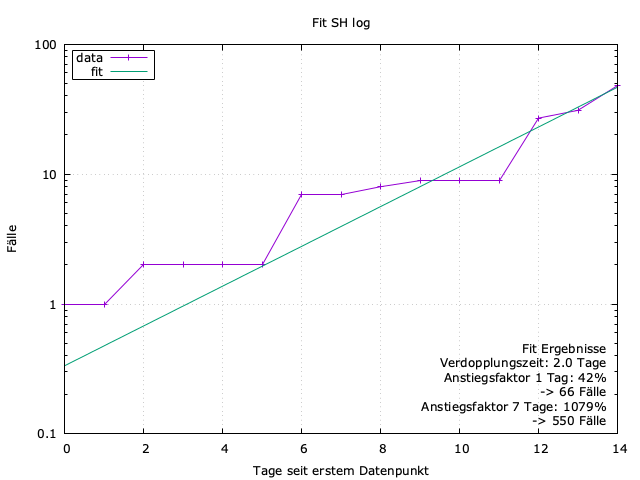 Fit SH log
100
10
1
0.1
Fälle
data
fit
Fit Ergebnisse
Verdopplungszeit: 2.0 Tage
Anstiegsfaktor 1 Tag: 42%
-> 66 Fälle
Anstiegsfaktor 7 Tage: 1079%
-> 550 Fälle
0 2 4 6 8 10 12 14
Tage seit erstem Datenpunkt